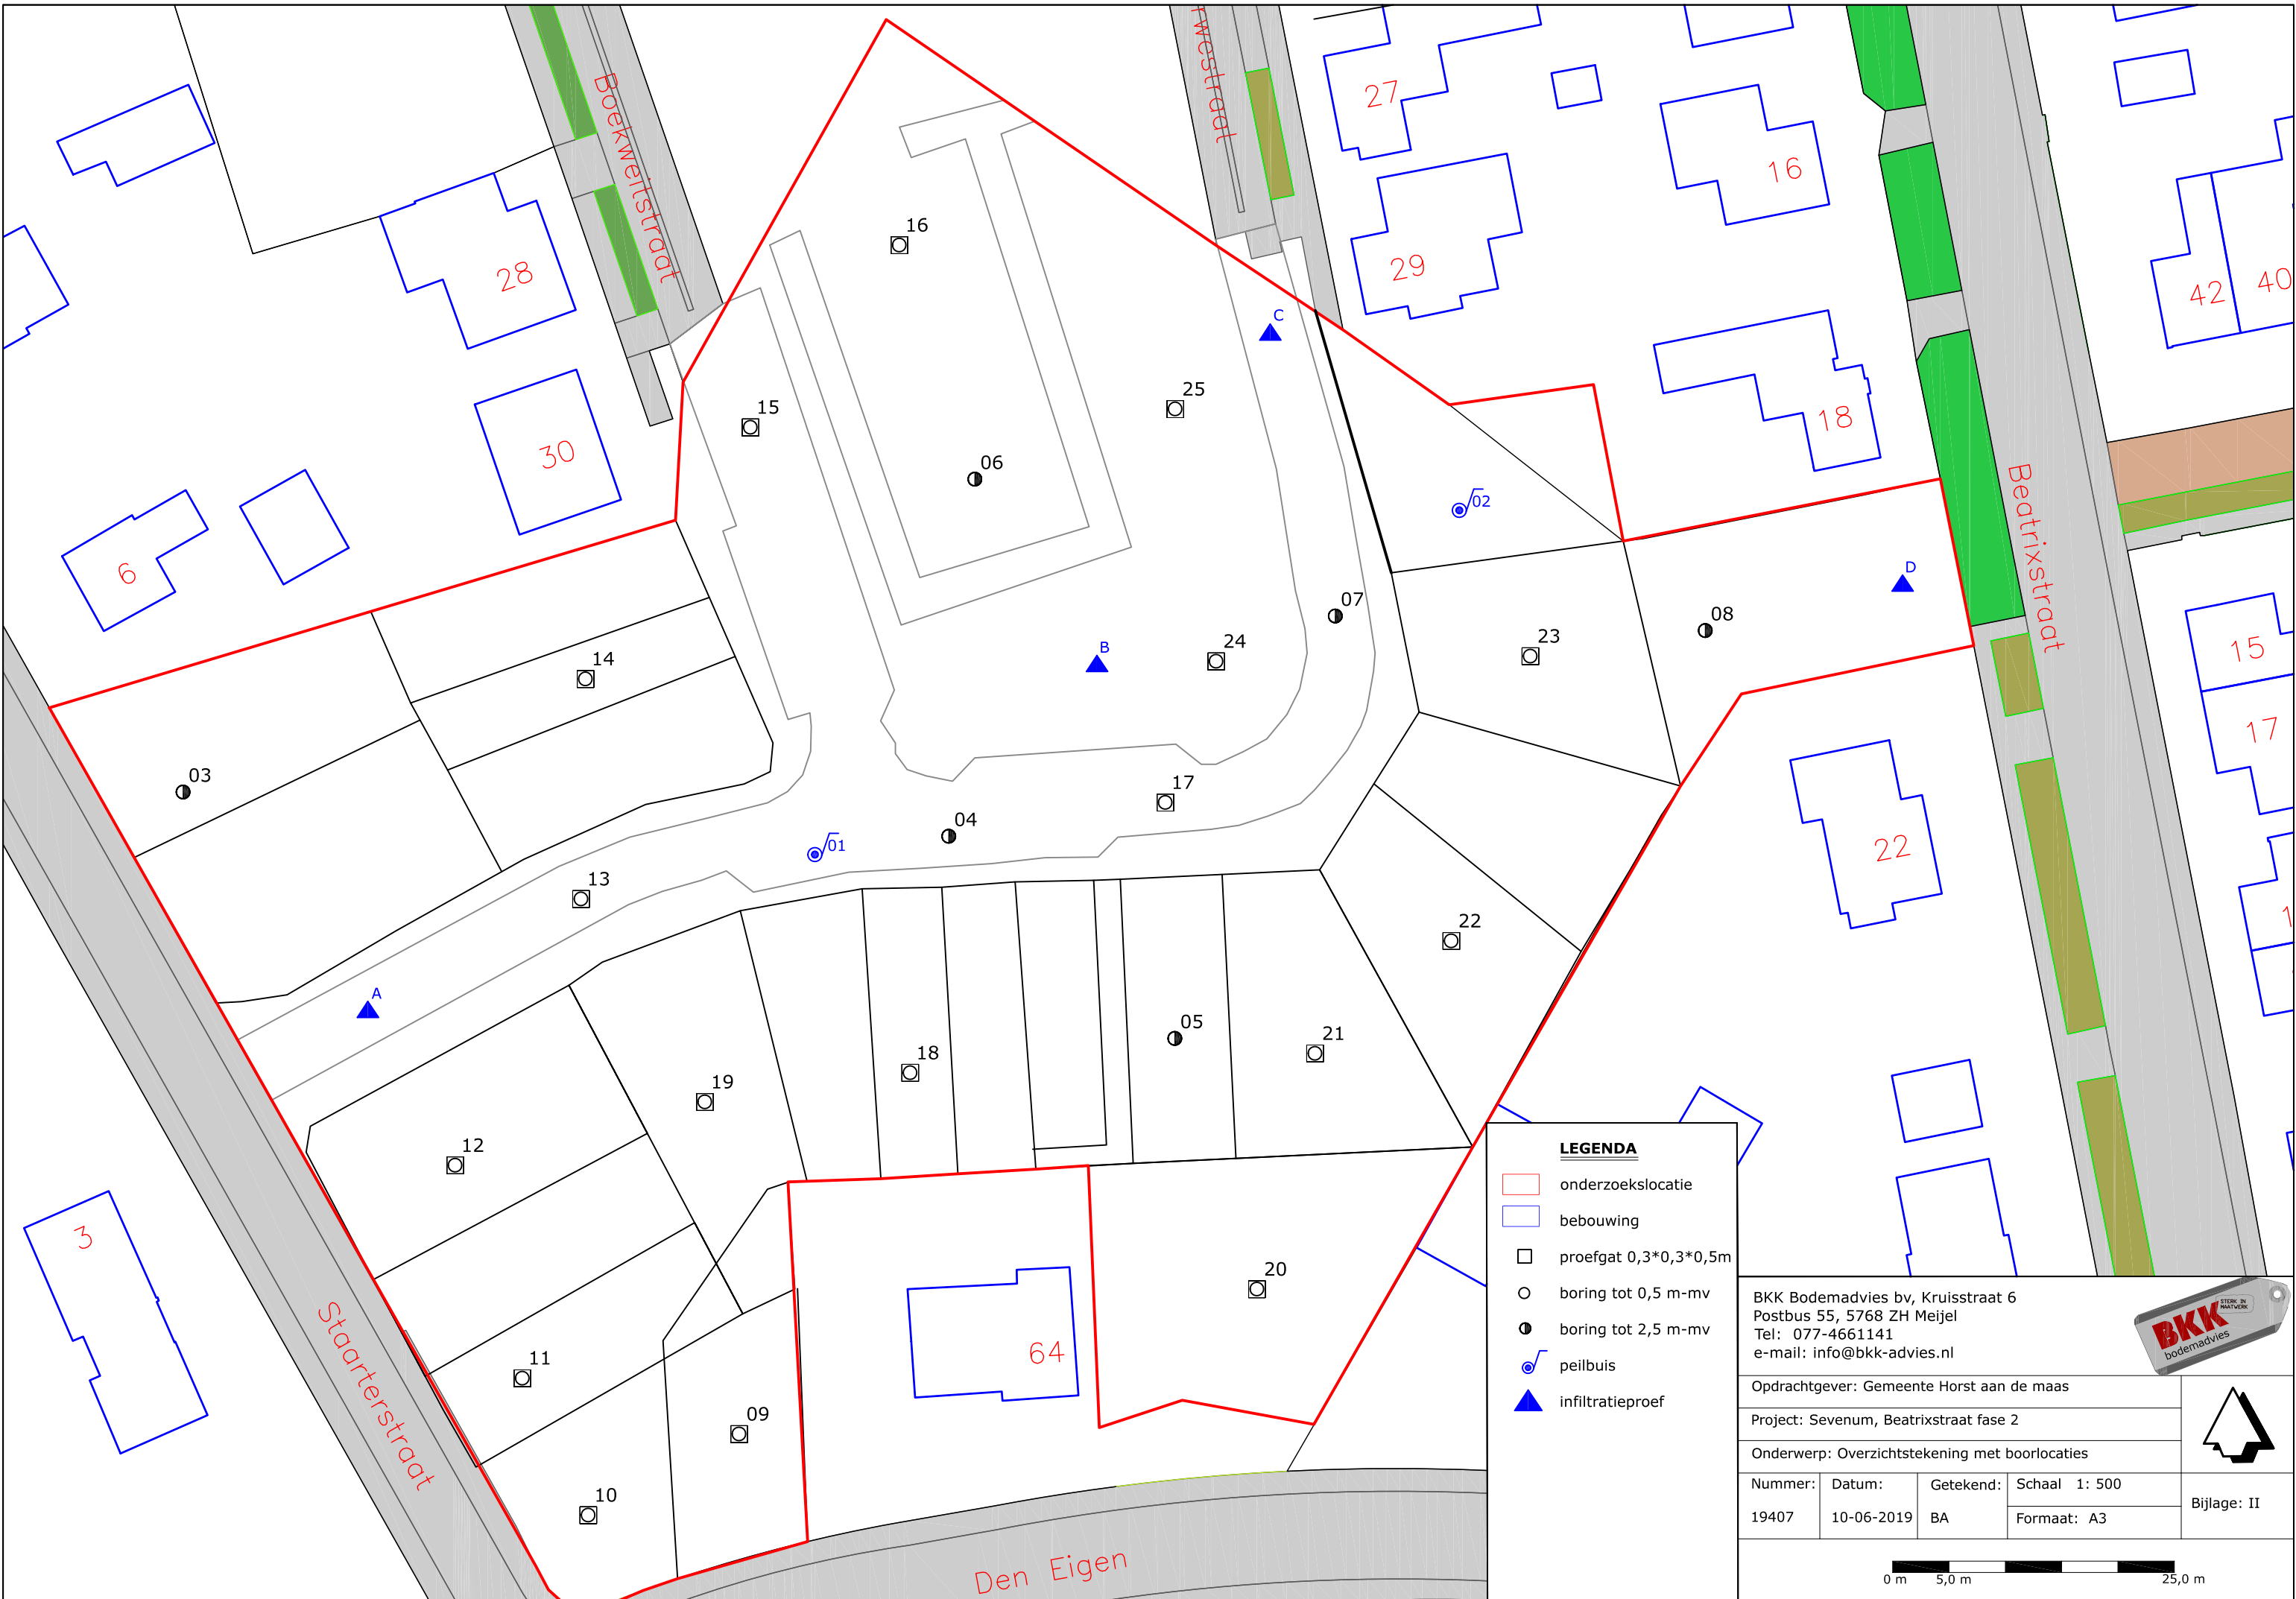 Boekweitstraat
rwestraat
27
16
16
28
29
42
40
C
15
25
18
30
06
02
Beatrixstraat
6
D
07
08
14
B
24
23
15
03
17
17
04
01
22
13
22
A
05
18
21
19
12
LEGENDA
onderzoekslocatie
bebouwing
proefgat 0,3*0,3*0,5m
boring tot 0,5 m-mv
boring tot 2,5 m-mv
peilbuis
infiltratieproef
3
20
64
Staarterstraat
11
09
10
Den Eigen
BKK Bodemadvies bv, Kruisstraat 6
Postbus 55, 5768 ZH Meijel
Tel: 077-4661141
e-mail: info@bkk-advies.nl
STERK IN
MAATWERK
BKK
bodemadvies
Opdrachtgever: Gemeente Horst aan de maas
Project: Sevenum, Beatrixstraat fase 2
Onderwerp: Overzichtstekening met boorlocaties
Nummer: Datum: Getekend: Schaal 1: 500
19407 10-06-2019 BA Formaat: A3
Bijlage: II
0 m 5,0 m 25,0 m